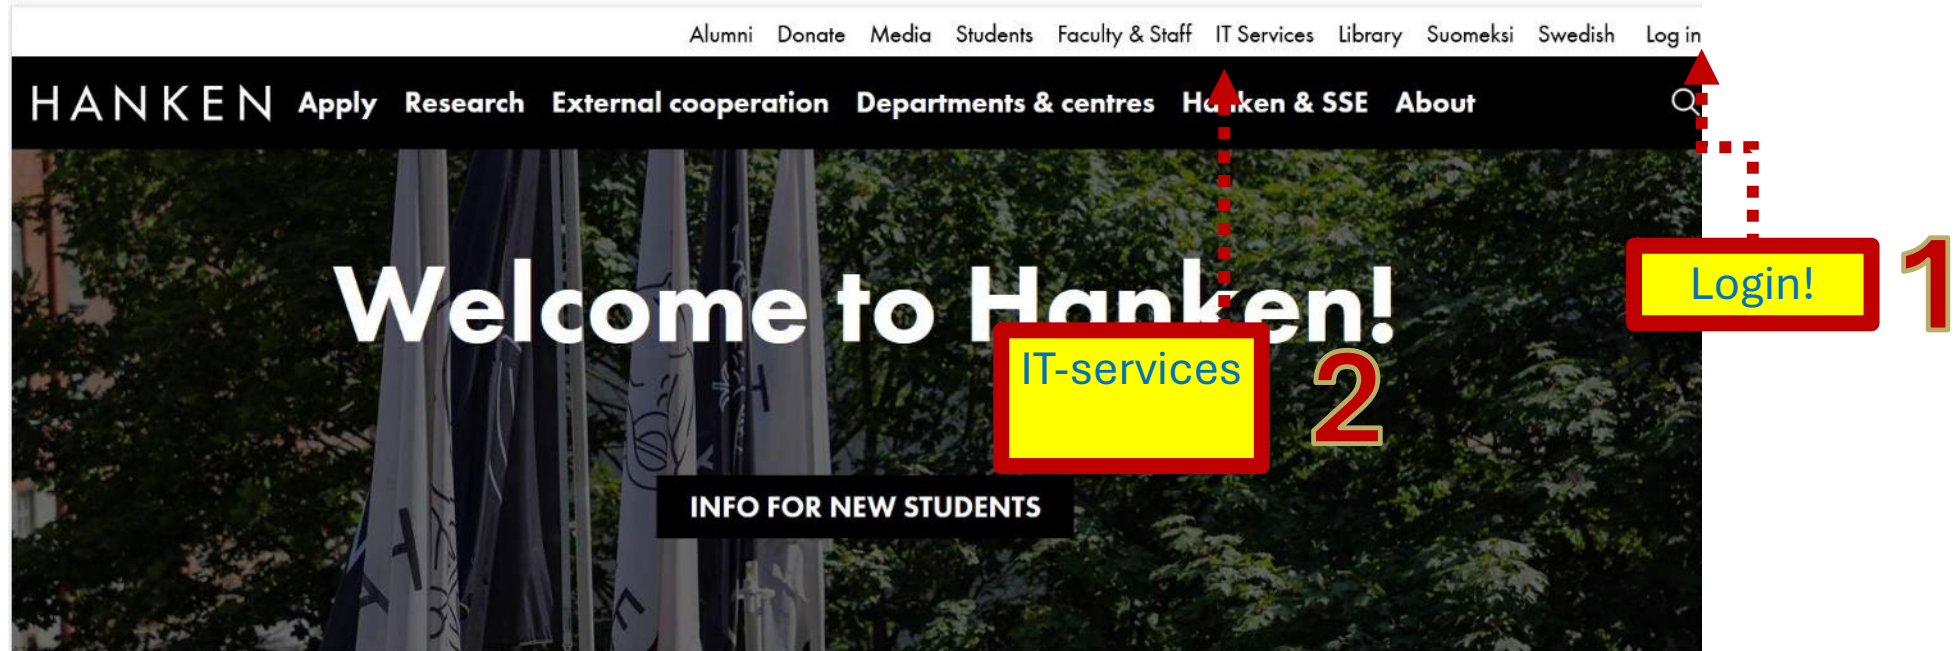 Alumni Donate Media Students Faculty & Staff IT Services Library Suomeksi Swedish Log in
HANKEN Apply Research External cooperation Departments & centres Hanken & SSE About
Welcome to Hanken!
Login!
1
IT-services
2
INFO FOR NEW STUDENTS